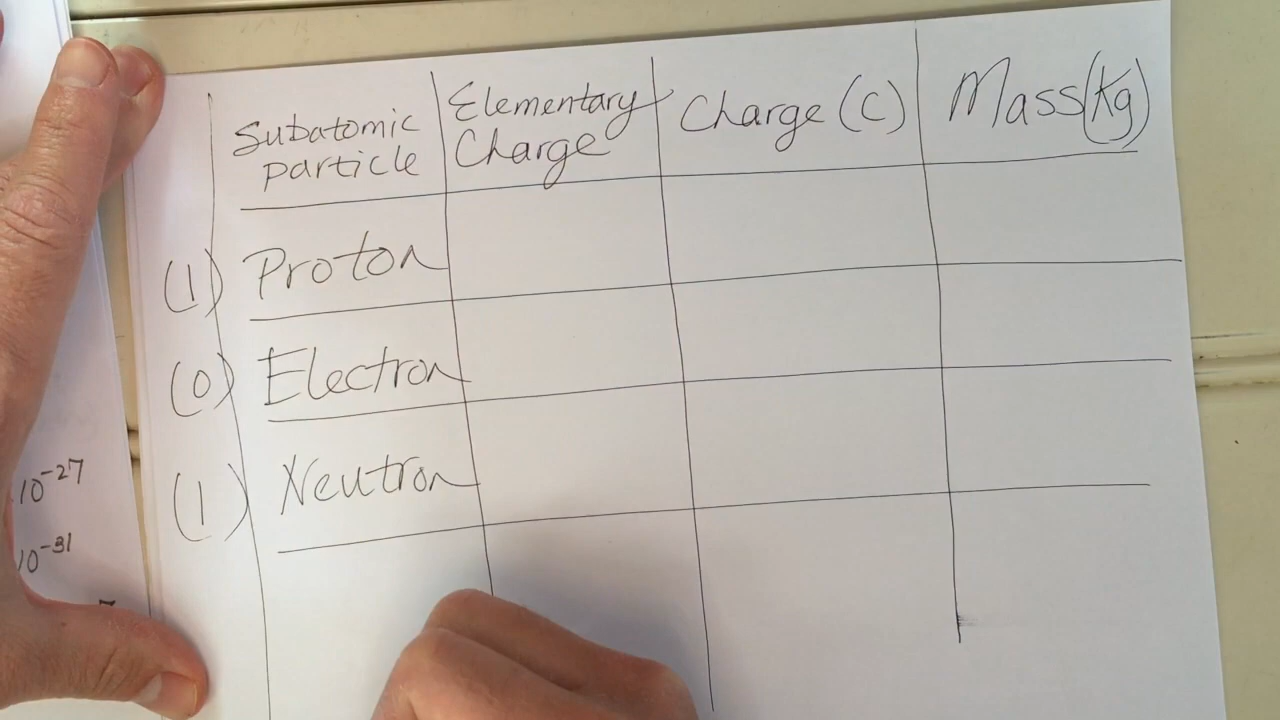 Subatomic particle
Elementary Charge
Charge (C)
Mass (kg)
(1) Proton
(0) Electron
(1) Neutron
10⁻²⁷
10⁻³¹